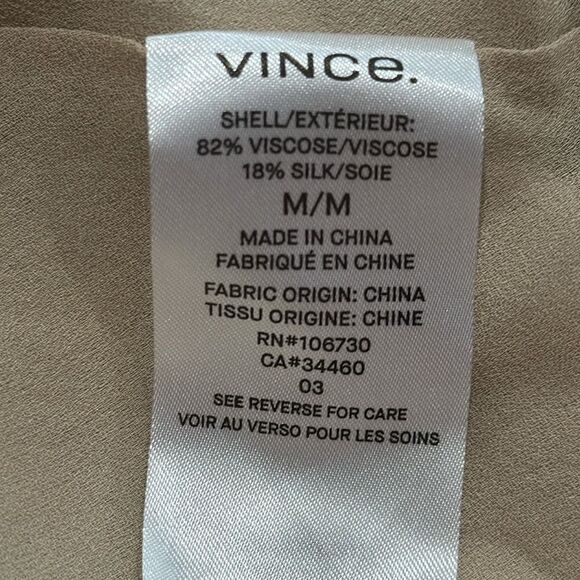 VINCe.
SHELL/EXTÉRIEUR:
82% VISCOSE/VISCOSE
18% SILK/SOIE
M/M
MADE IN CHINA
FABRIQUÉ EN CHINE
FABRIC ORIGIN: CHINA
TISSU ORIGINE: CHINE
RN#106730
CA#34460
03
SEE REVERSE FOR CARE
VOIR AU VERSO POUR LES SOINS